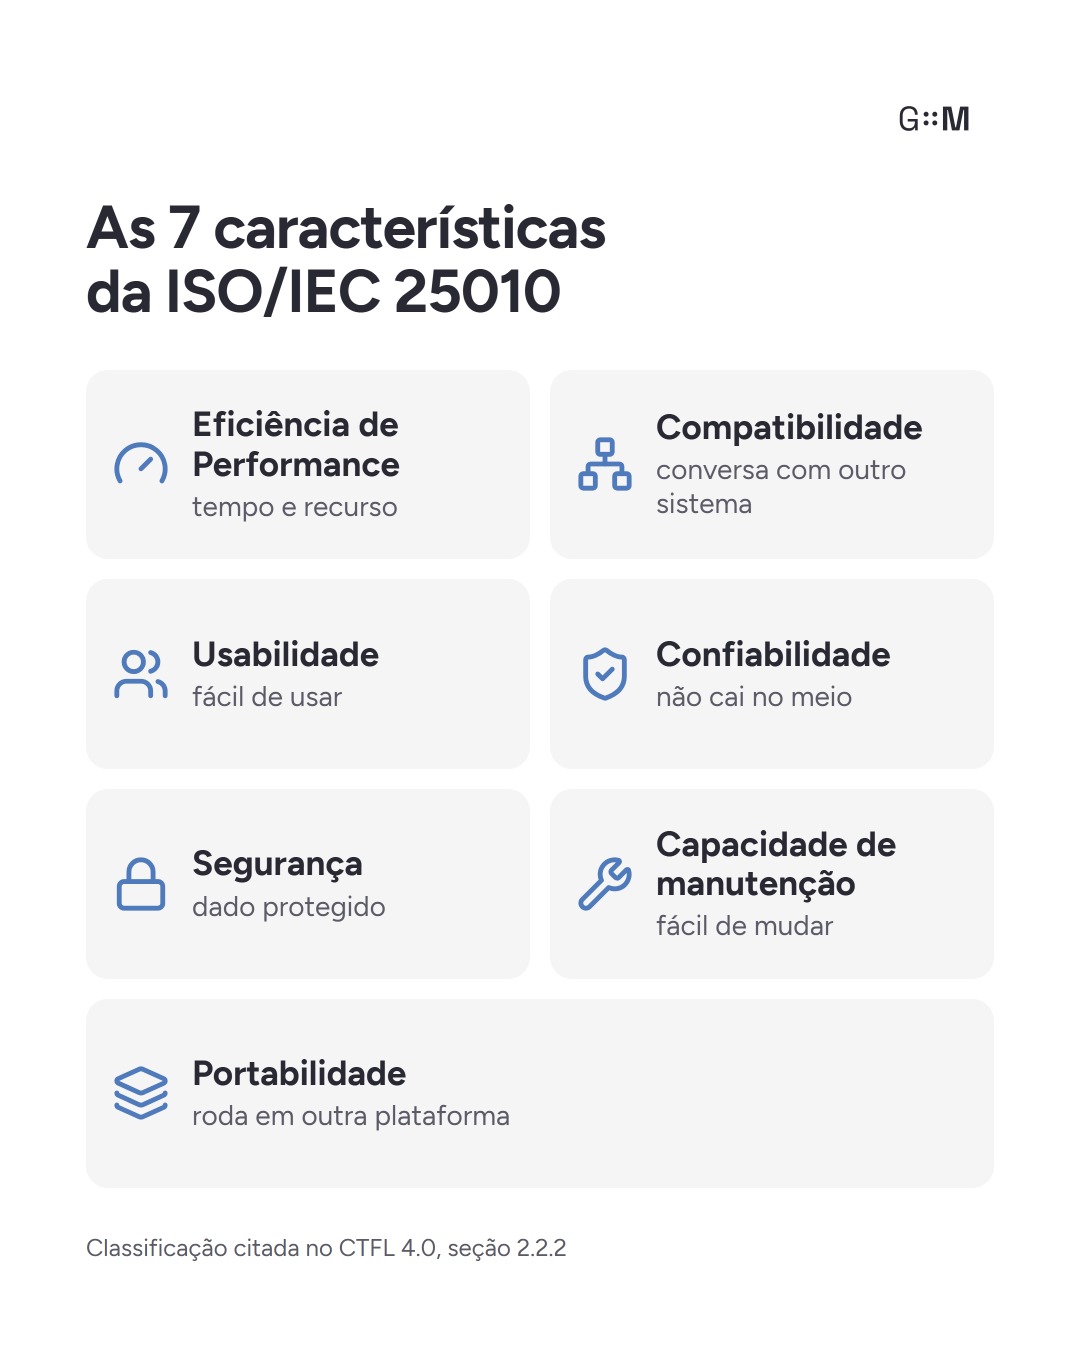 G::M
As 7 características
da ISO/IEC 25010
Eficiência de
Performance
tempo e recurso
Compatibilidade
conversa com outro
sistema
Usabilidade
fácil de usar
Confiabilidade
não cai no meio
Segurança
dado protegido
Capacidade de
manutenção
fácil de mudar
Portabilidade
roda em outra plataforma
Classificação citada no CTFL 4.0, seção 2.2.2